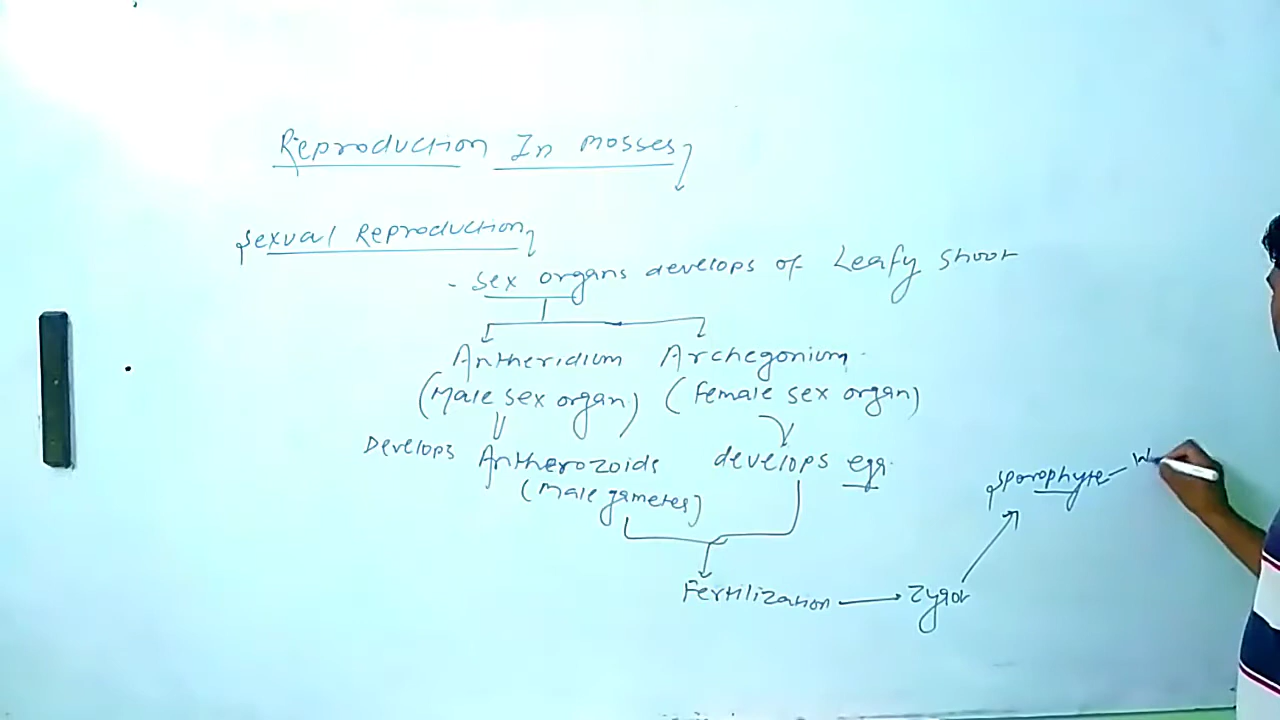 Reproduction In mosses
Sexual Reproduction
- Sex organs develops of Leafy shoot
Antheridium Archegonium
(Male sex organ) (Female sex organ)
Develops Antherozoids develops egg
(Male gametes)
sporophyte - W
Fertilization Zygot